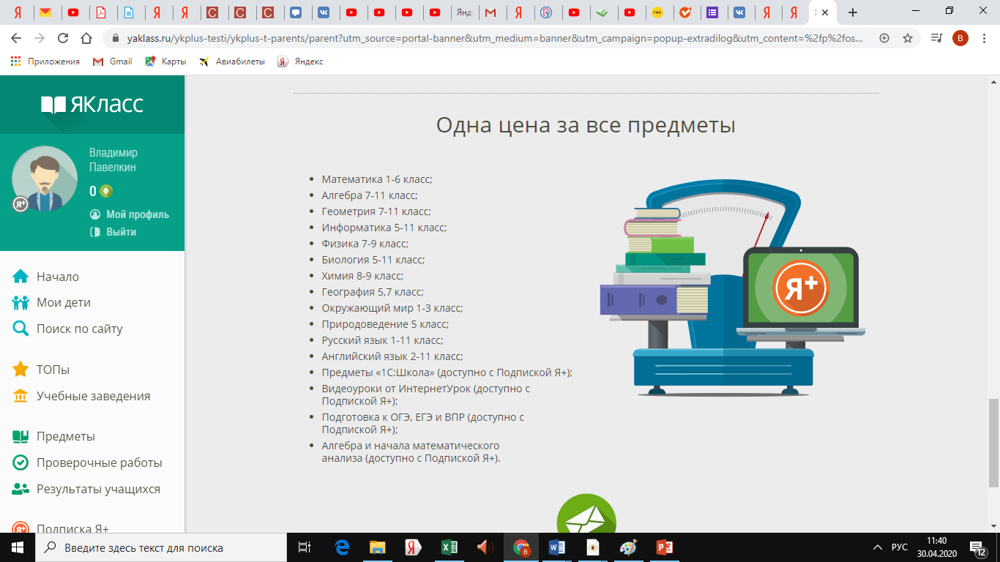 Янд
yaklass.ru/ykplus-testi/ykplus-t-parents/parent?utm_source=portal-banner&utm_medium=banner&utm_campaign=popup-extradilog&utm_content=%2fp%2fos...
В
Приложения Gmail Карты Авиабилеты Яндекс
ЯКласс
Владимир
Павелкин
0
Я+
Мой профиль
Выйти
Начало
Мои дети
Поиск по сайту
ТОПы
Учебные заведения
Предметы
Проверочные работы
Результаты учащихся
Подписка Я+
Одна цена за все предметы
Математика 1-6 класс;
Алгебра 7-11 класс;
Геометрия 7-11 класс;
Информатика 5-11 класс;
Физика 7-9 класс;
Биология 5-11 класс;
Химия 8-9 класс;
География 5,7 класс;
Окружающий мир 1-3 класс;
Природоведение 5 класс;
Русский язык 1-11 класс;
Английский язык 2-11 класс;
Предметы «1С:Школа» (доступно с Подпиской Я+);
Видеоуроки от ИнтернетУрок (доступно с
Подпиской Я+);
Подготовка к ОГЭ, ЕГЭ и ВПР (доступно с
Подпиской Я+);
Алгебра и начала математического
анализа (доступно с Подпиской Я+).
Я+
Введите здесь текст для поиска
РУС
11:40
30.04.2020
12